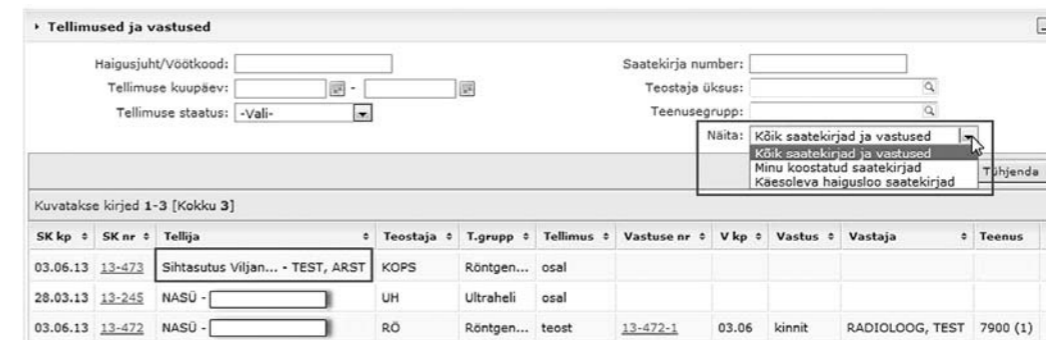 Tellimused ja vastused
Haigusjuht/Vöötkood: Saatekirja number:
Tellimuse kuupäev: - Teostaja üksus:
Tellimuse staatus: -Vali- Teenusegrupp:
Näita: Kõik saatekirjad ja vastused
Kõik saatekirjad ja vastused
Minu koostatud saatekirjad
Käesoleva haigusloo saatekirjad
Tühjenda
Kuvatakse kirjed 1-3 [Kokku 3]
SK kp SK nr Tellija Teostaja T.grupp Tellimus Vastuse nr V kp Vastus Vastaja Teenus
03.06.13 13-473 Sihtasutus Viljan... - TEST, ARST KOPS Röntgen... osal
28.03.13 13-245 NASÜ - UH Ultraheli osal
03.06.13 13-472 NASÜ - RÖ Röntgen... teost 13-472-1 03.06 kinnit RADIOLOOG, TEST 7900 (1)